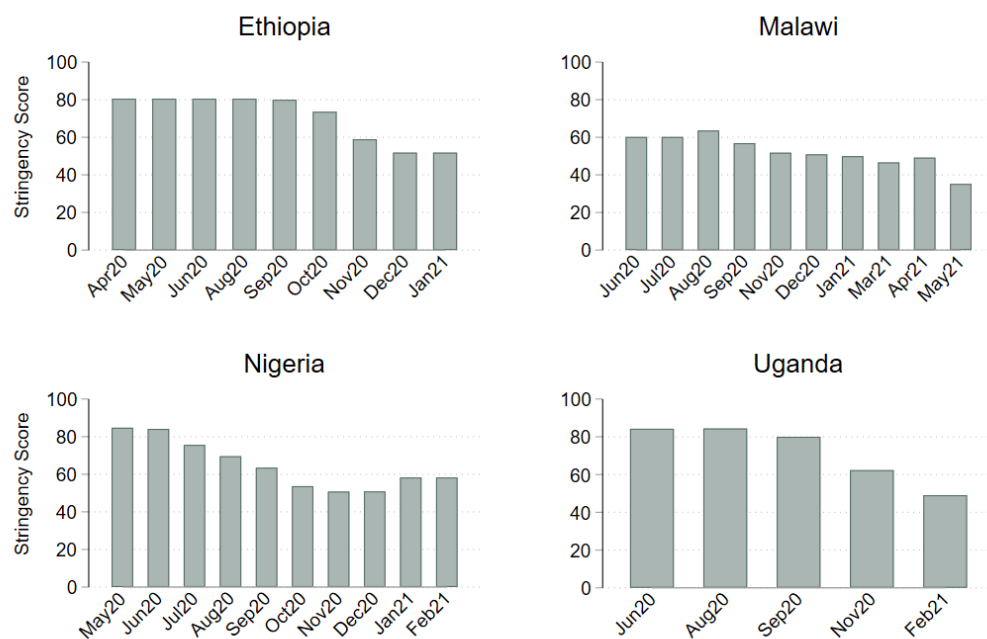 Ethiopia
Stringency Score
100
80
60
40
20
0
Apr20
May20
Jun20
Aug20
Sep20
Oct20
Nov20
Dec20
Jan21
Malawi
100
80
60
40
20
0
Jun20
Jul20
Aug20
Sep20
Nov20
Dec20
Jan21
Mar21
Apr21
May21
Nigeria
Stringency Score
100
80
60
40
20
0
May20
Jun20
Jul20
Aug20
Sep20
Oct20
Nov20
Dec20
Jan21
Feb21
Uganda
100
80
60
40
20
0
Jun20
Aug20
Sep20
Nov20
Feb21